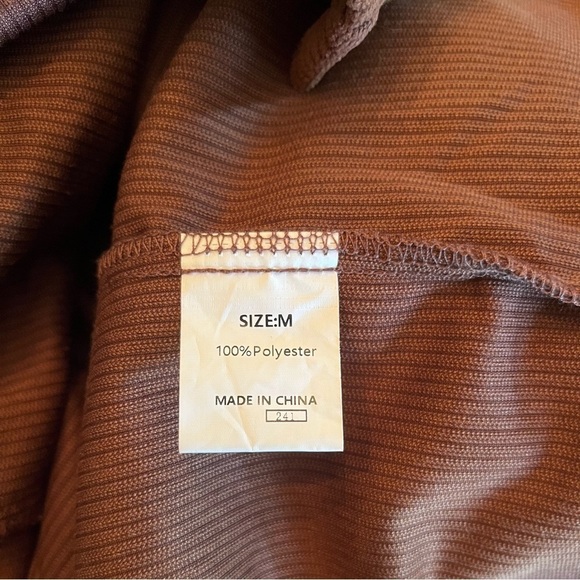 SIZE:M
100%Polyester
MADE IN CHINA
241